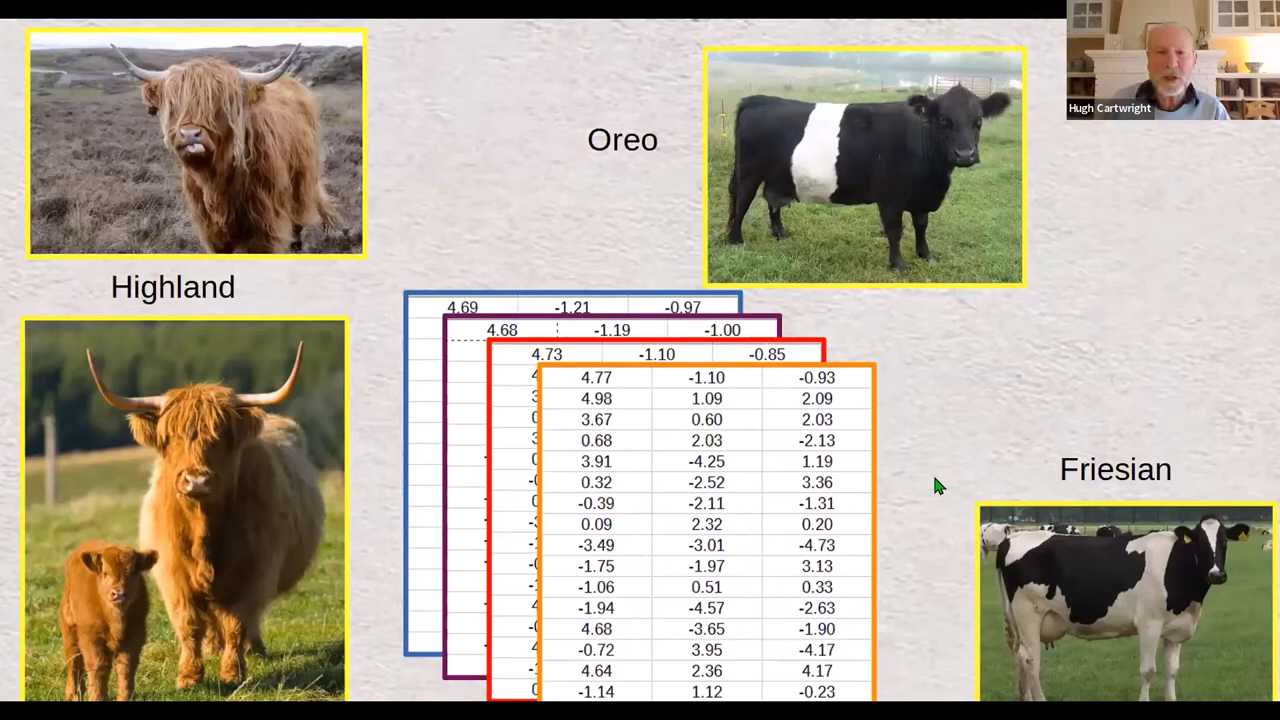 Hugh Cartwright
Oreo
Highland
4.69 -1.21 -0.97
4.68 -1.19 -1.00
4.73 -1.10 -0.85
4.77 -1.10 -0.93
4.98 1.09 2.09
3.67 0.60 2.03
0.68 2.03 -2.13
3.91 -4.25 1.19
0.32 -2.52 3.36
-0.39 -2.11 -1.31
0.09 2.32 0.20
-3.49 -3.01 -4.73
-1.75 -1.97 3.13
-1.06 0.51 0.33
-1.94 -4.57 -2.63
4.68 -3.65 -1.90
-0.72 3.95 -4.17
4.64 2.36 4.17
-1.14 1.12 -0.23
Friesian